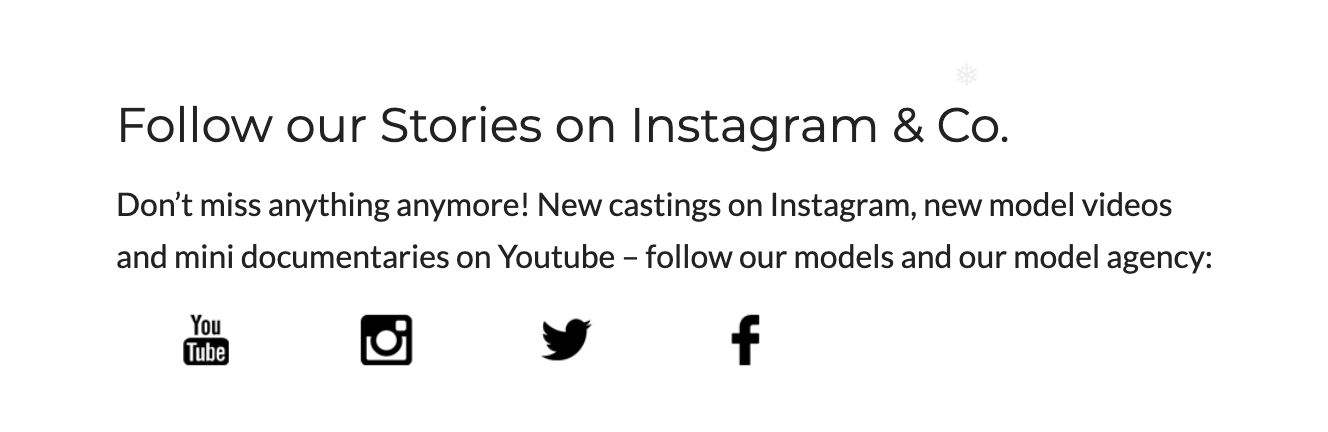 Follow our Stories on Instagram & Co.
Don’t miss anything anymore! New castings on Instagram, new model videos
and mini documentaries on Youtube – follow our models and our model agency:
You
Tube